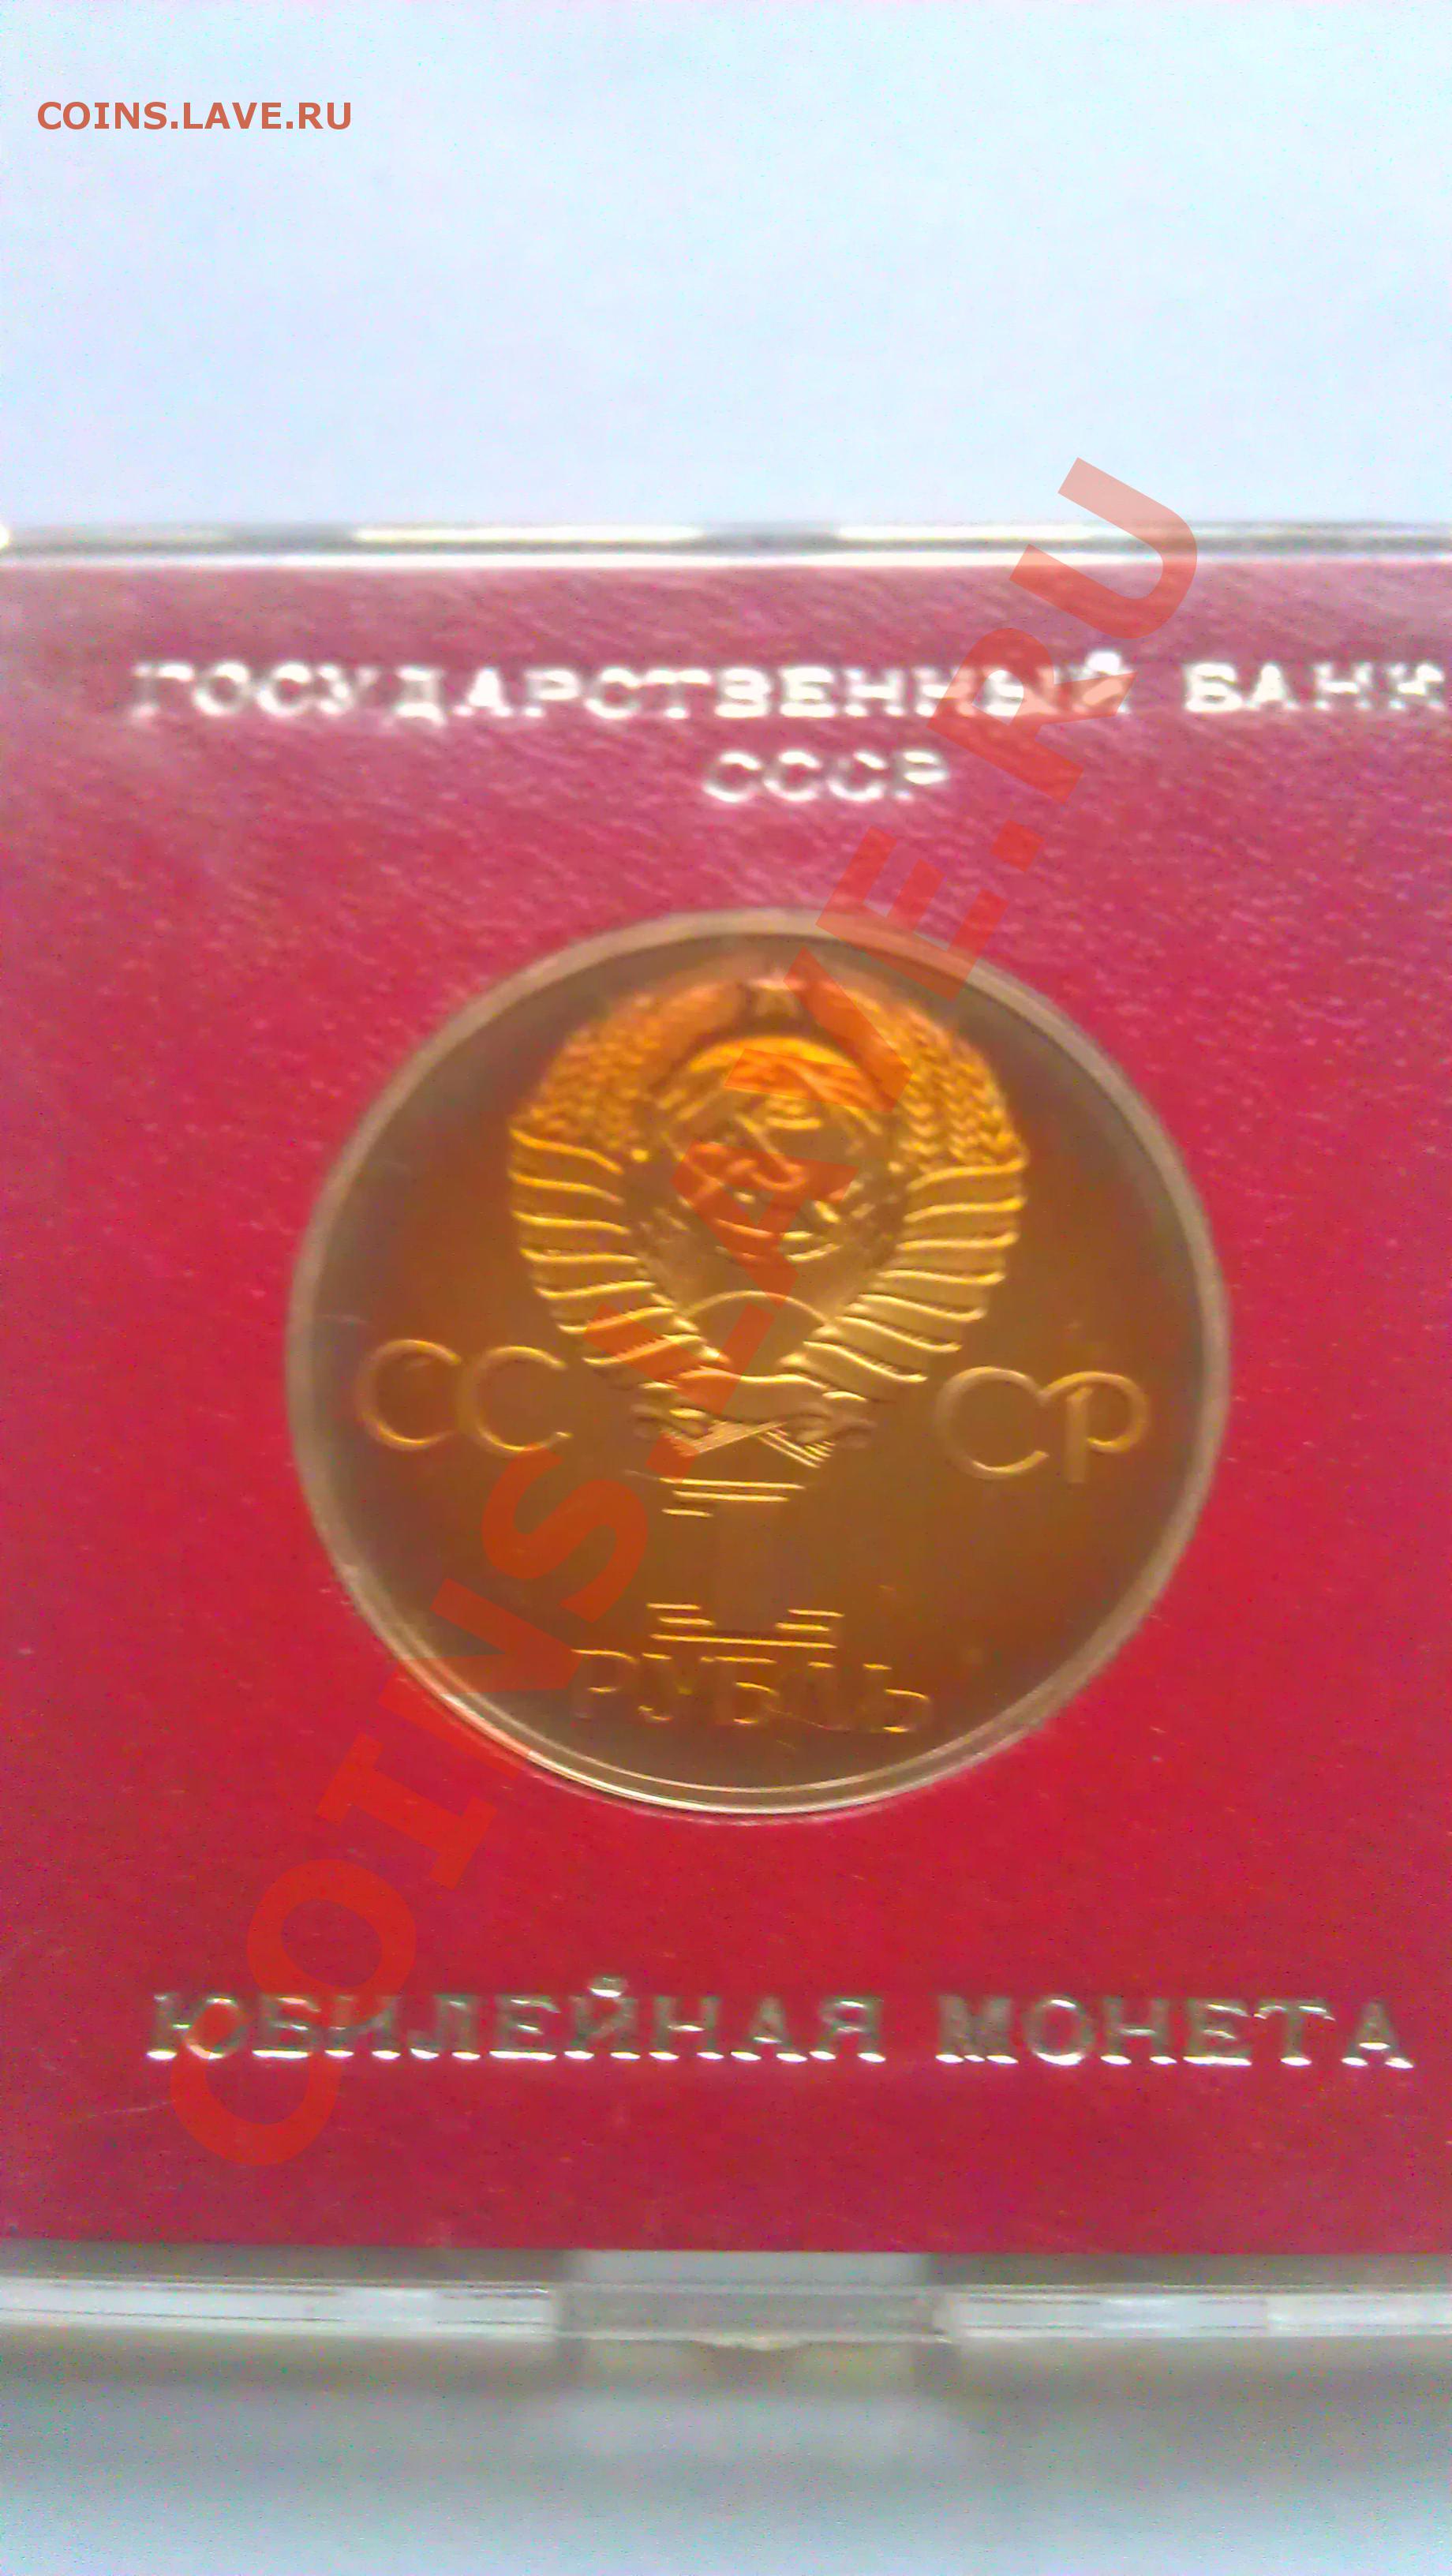 COINS.LAVE.RU
ГОСУДАРСТВЕННЫЙ БАНК
СССР
СС СР
1
РУБЛЬ
ЮБИЛЕЙНАЯ МОНЕТА
COINS.LAVE.RU